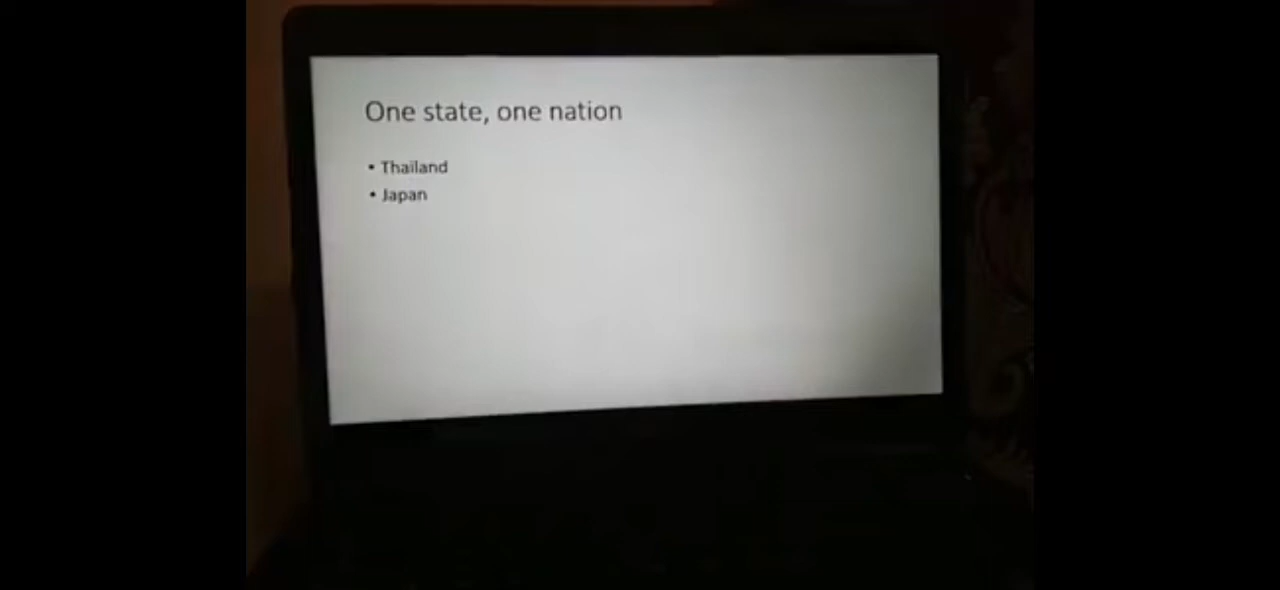 One state, one nation
• Thailand
• Japan